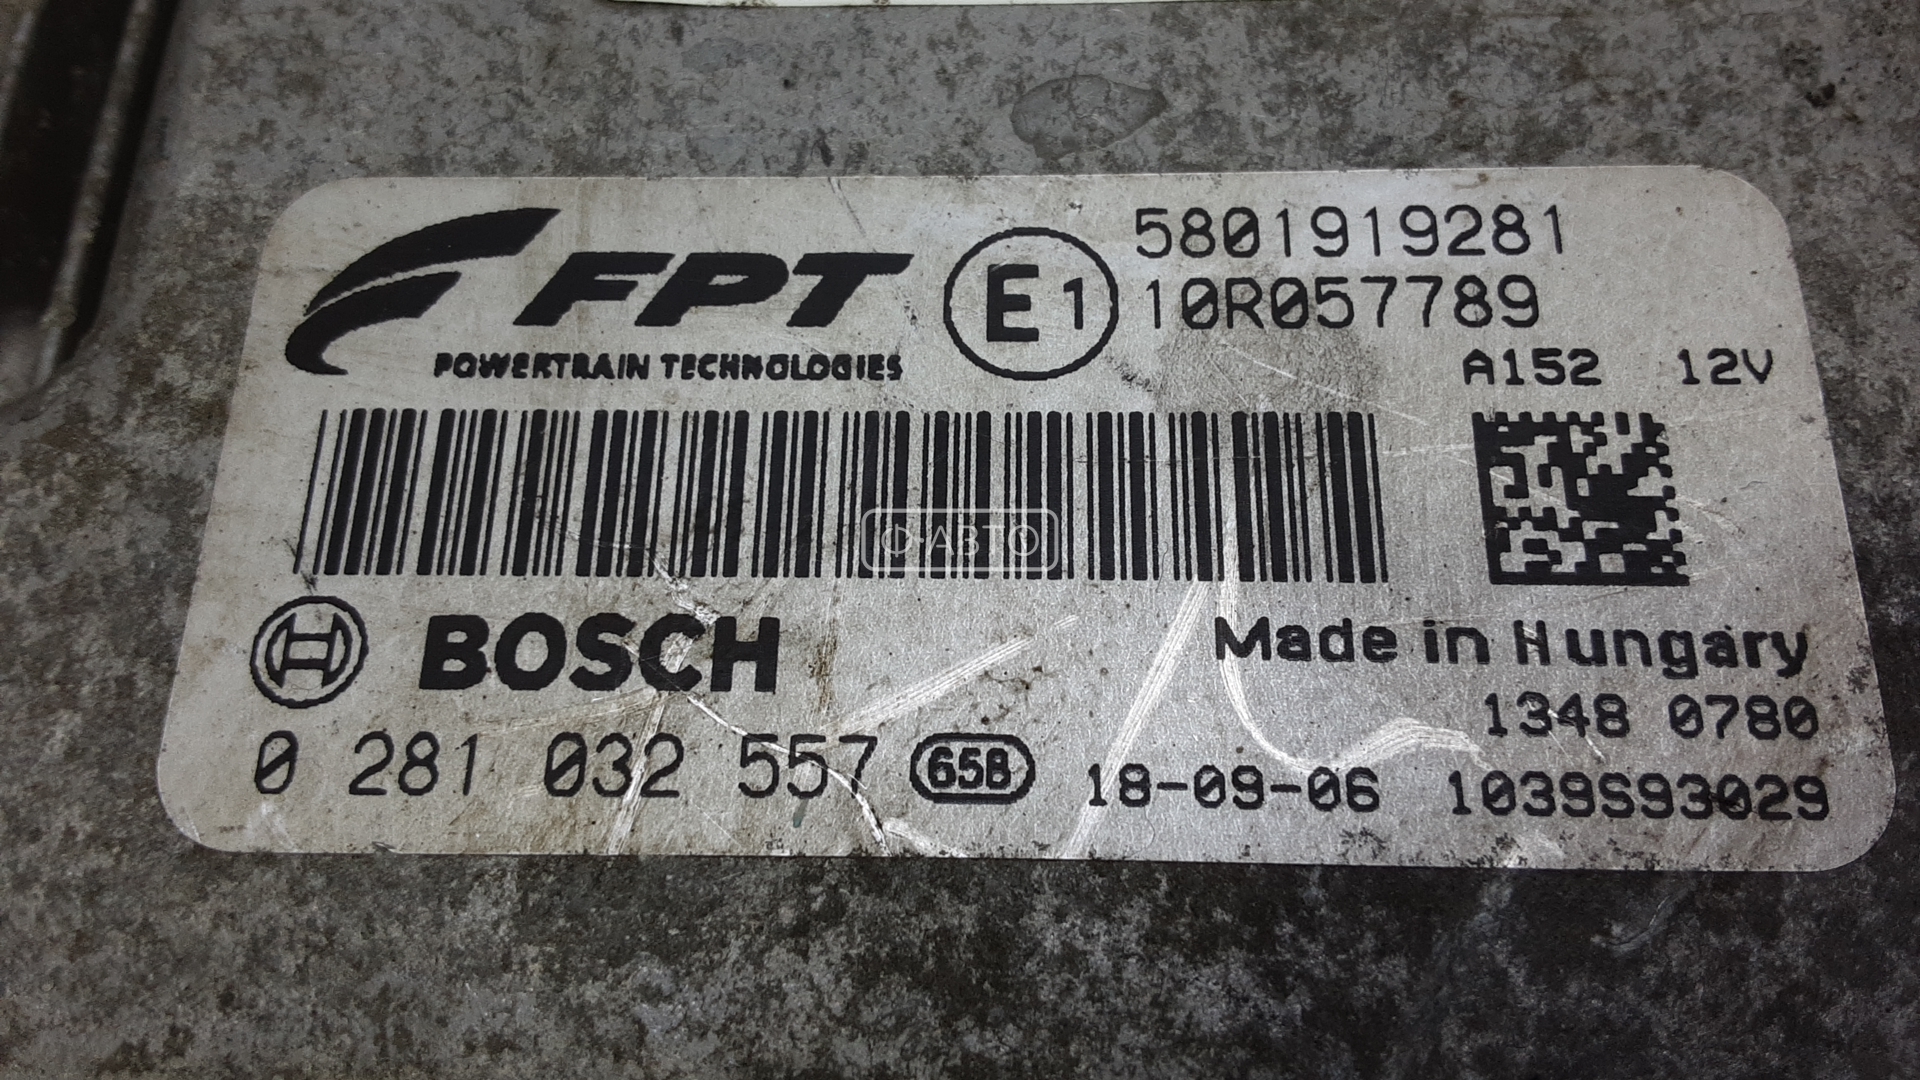 FPT
POWERTRAIN TECHNOLOGIES
E1
5801919281
10R057789
A152 12V
Ф-АВТО
BOSCH
Made in Hungary
1348 0780
0 281 032 557 65B 18-09-06 1039S93029